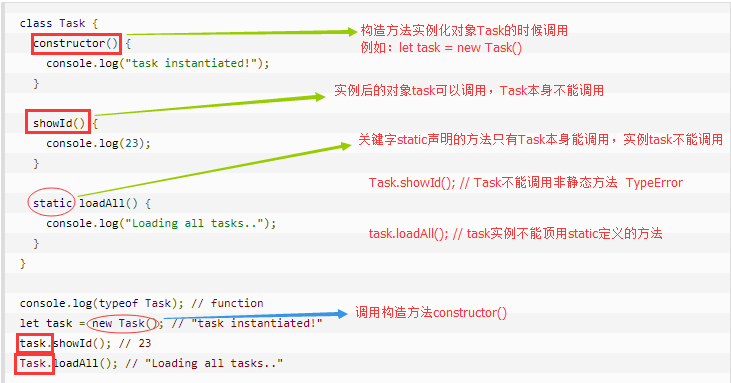 class Task {
constructor() {
console.log("task instantiated!");
}
showId() {
console.log(23);
}
static loadAll() {
console.log("Loading all tasks..");
}
}
console.log(typeof Task); // function
let task = new Task(); // "task instantiated!"
task.showId(); // 23
Task.loadAll(); // "Loading all tasks.."
构造方法实例化对象Task的时候调用
例如：let task = new Task()
实例后的对象task可以调用，Task本身不能调用
关键字static声明的方法只有Task本身能调用，实例task不能调用
Task.showId(); // Task不能调用非静态方法 TypeError
task.loadAll(); // task实例不能顶用static定义的方法
调用构造方法constructor()